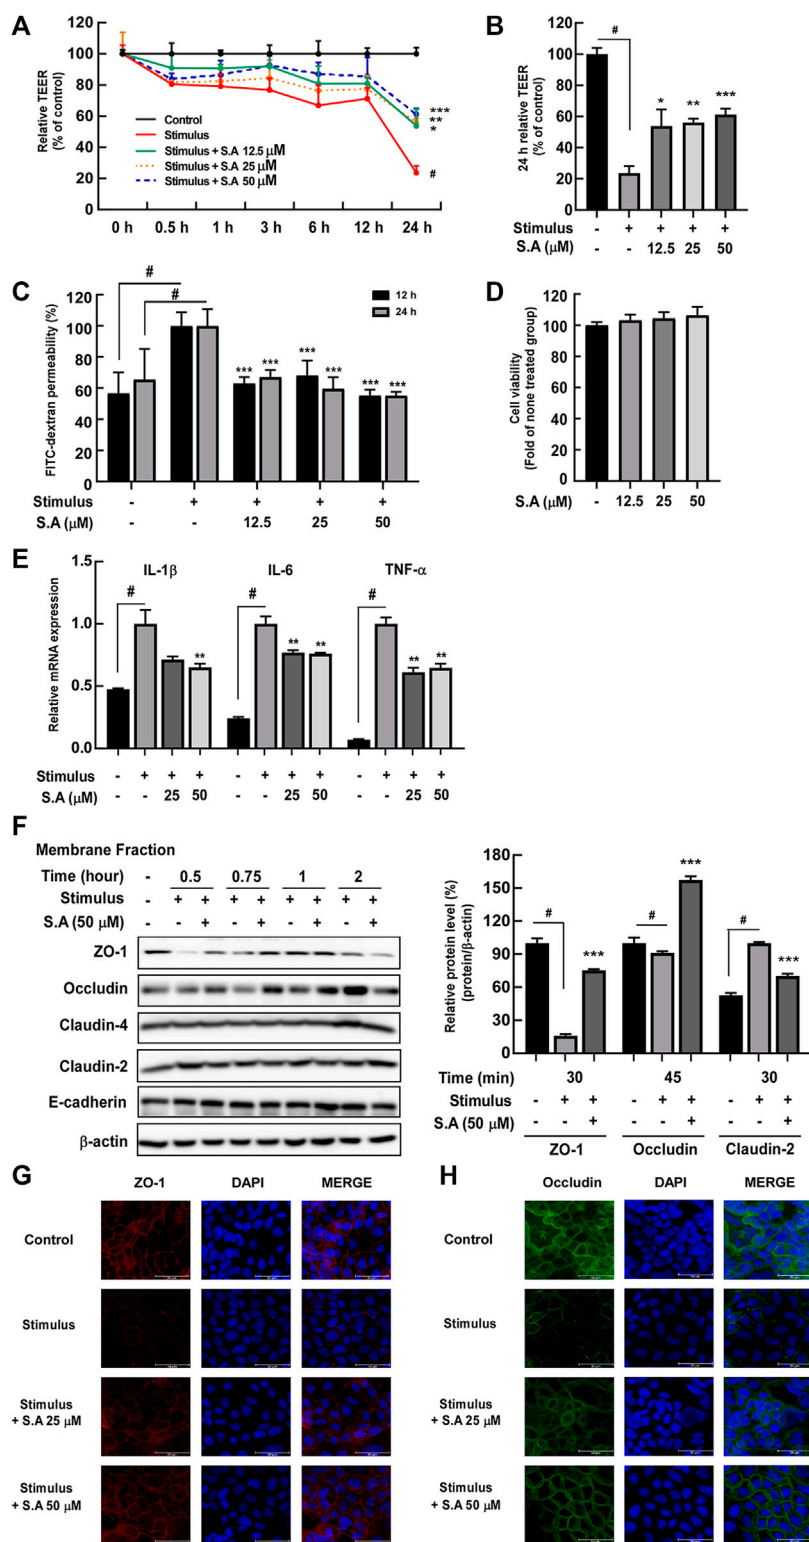 A
Relative TEER
(% of control)
120
100
80
60
40
20
0
Control
Stimulus
Stimulus + S.A 12.5 μM
Stimulus + S.A 25 μM
Stimulus + S.A 50 μM
***
**
*
#
0 h 0.5 h 1 h 3 h 6 h 12 h 24 h
B
24 h relative TEER
(% of control)
120
100
80
60
40
20
0
#
* ** ***
Stimulus - + + + +
S.A (μM) - - 12.5 25 50
C
FITC-dextran permeability (%)
120
100
80
60
40
20
0
#
#
12 h
24 h
*** *** *** *** *** ***
Stimulus - + + + +
S.A (μM) - - 12.5 25 50
D
Cell viability
(Fold of none treated group)
120
100
80
60
40
20
0
S.A (μM) - 12.5 25 50
E
Relative mRNA expression
1.5
1.0
0.5
0.0
IL-1β IL-6 TNF-α
# # #
** ** ** ** **
Stimulus - + + + - + + + - + + +
S.A (μM) - - 25 50 - - 25 50 - - 25 50
F
Membrane Fraction
Time (hour) - 0.5 0.75 1 2
Stimulus - + + + + + + + +
S.A (50 μM) - - + - + - + - +
ZO-1
Occludin
Claudin-4
Claudin-2
E-cadherin
β-actin
Relative protein level (%)
(protein/β-actin)
180
150
120
90
60
30
0
# *** # *** # ***
Time (min) 30 45 30
Stimulus - + + - + + - + +
S.A (50 μM) - - + - - + - - +
ZO-1 Occludin Claudin-2
G
ZO-1 DAPI MERGE
Control
Stimulus
Stimulus
+ S.A 25 μM
Stimulus
+ S.A 50 μM
H
Occludin DAPI MERGE
Control
Stimulus
Stimulus
+ S.A 25 μM
Stimulus
+ S.A 50 μM